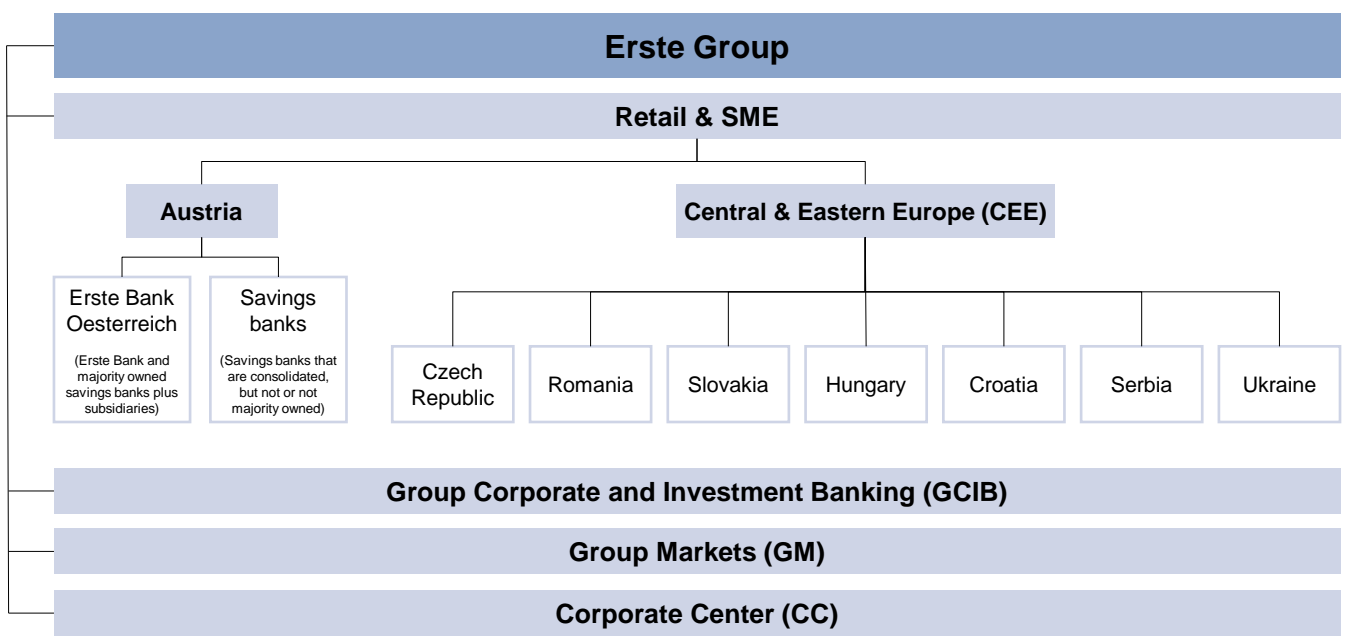 Erste Group
Retail & SME
Austria
Central & Eastern Europe (CEE)
Erste Bank
Oesterreich
(Erste Bank and
majority owned
savings banks plus
subsidiaries)
Savings
banks
(Savings banks that
are consolidated,
but not or not
majority owned)
Czech
Republic
Romania
Slovakia
Hungary
Croatia
Serbia
Ukraine
Group Corporate and Investment Banking (GCIB)
Group Markets (GM)
Corporate Center (CC)